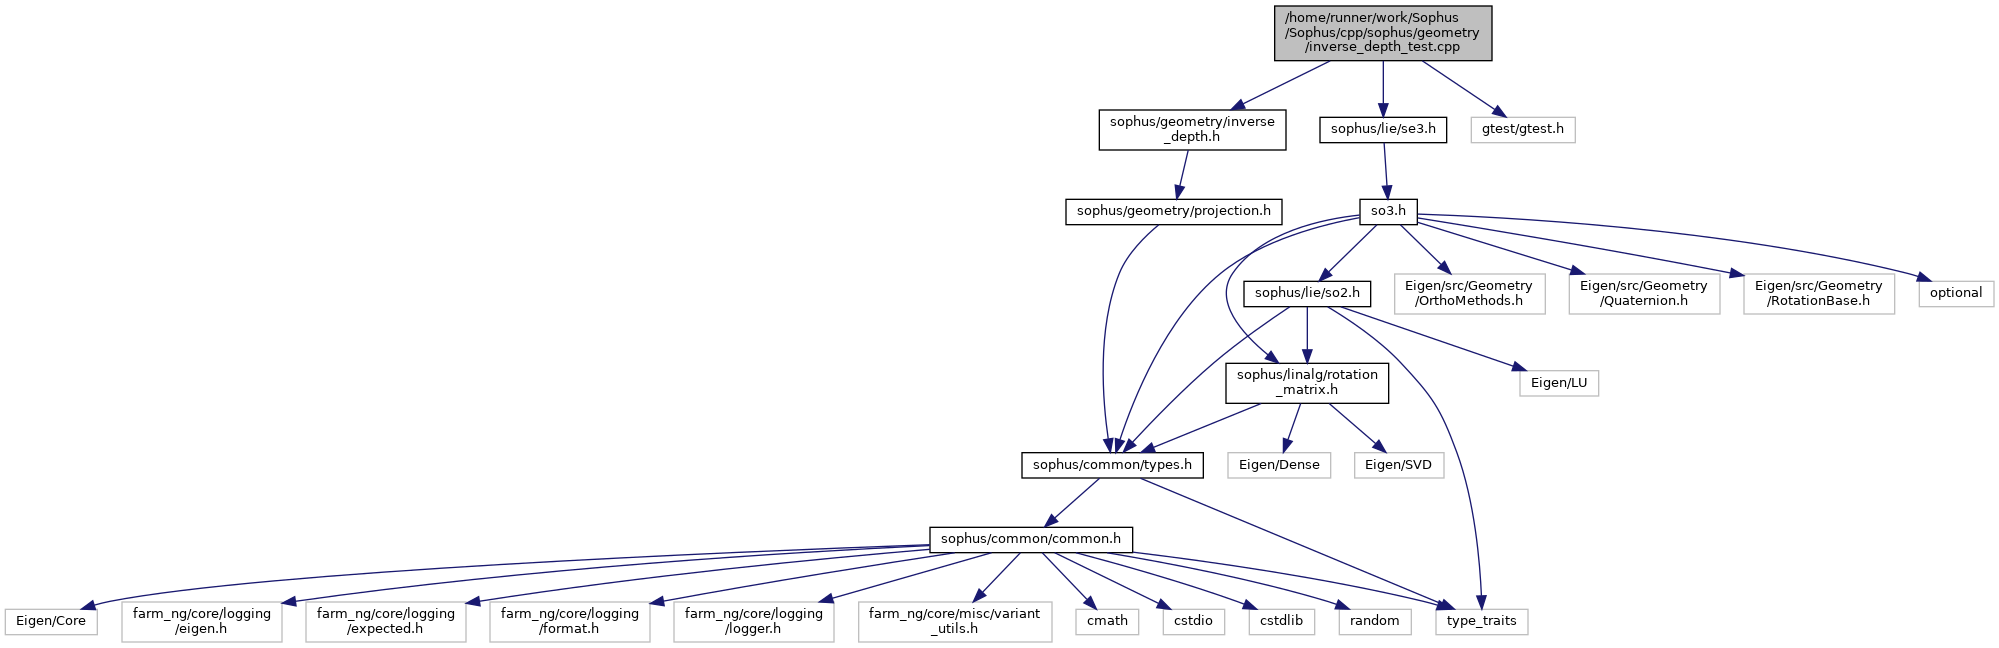 /home/runner/work/Sophus
/Sophus/cpp/sophus/geometry
/inverse_depth_test.cpp
sophus/geometry/inverse
_depth.h
sophus/lie/se3.h
gtest/gtest.h
sophus/geometry/projection.h
so3.h
sophus/lie/so2.h
Eigen/src/Geometry
/OrthoMethods.h
Eigen/src/Geometry
/Quaternion.h
Eigen/src/Geometry
/RotationBase.h
optional
sophus/linalg/rotation
_matrix.h
Eigen/LU
sophus/common/types.h
Eigen/Dense
Eigen/SVD
sophus/common/common.h
Eigen/Core
farm_ng/core/logging
/eigen.h
farm_ng/core/logging
/expected.h
farm_ng/core/logging
/format.h
farm_ng/core/logging
/logger.h
farm_ng/core/misc/variant
_utils.h
cmath
cstdio
cstdlib
random
type_traits